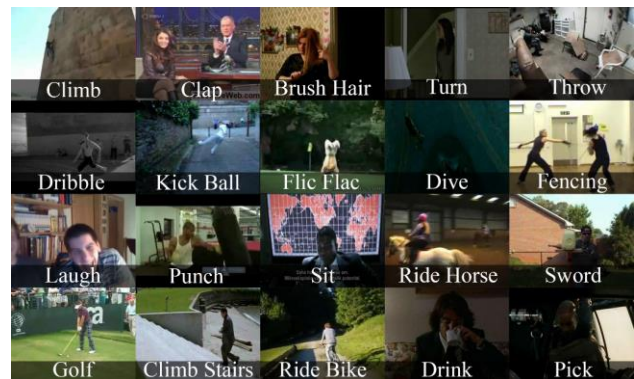 Climb
Clap
Brush Hair
Turn
Throw
Dribble
Kick Ball
Flic Flac
Dive
Fencing
Laugh
Punch
Sit
Ride Horse
Sword
Golf
Climb Stairs
Ride Bike
Drink
Pick